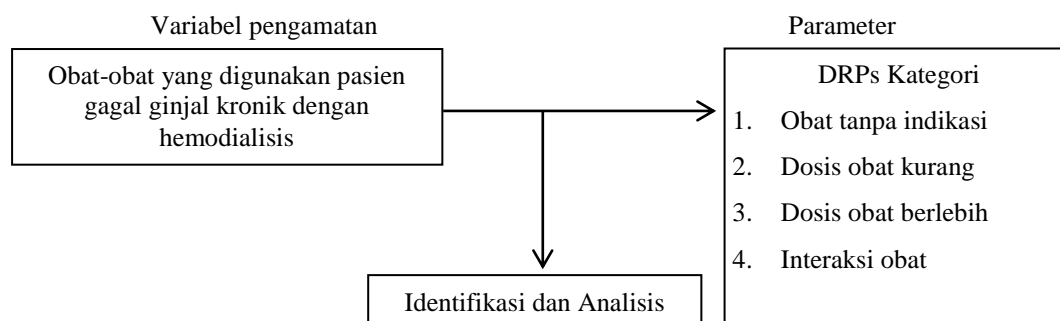 Variabel pengamatan
Parameter
Obat-obat yang digunakan pasien
gagal ginjal kronik dengan
hemodialisis
DRPs Kategori
1. Obat tanpa indikasi
2. Dosis obat kurang
3. Dosis obat berlebih
4. Interaksi obat
Identifikasi dan Analisis